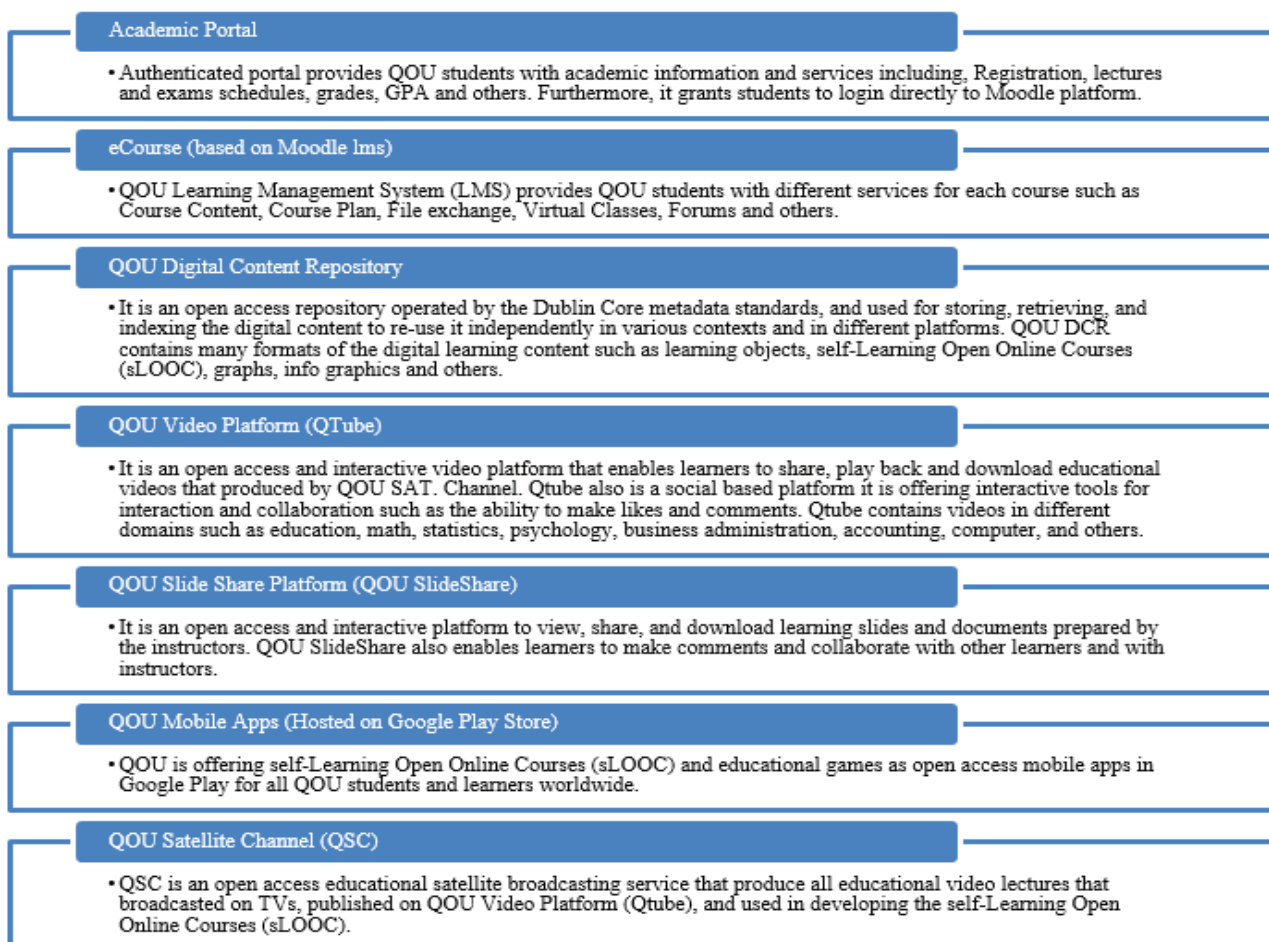 Academic Portal
• Authenticated portal provides QOU students with academic information and services including, Registration, lectures
and exams schedules, grades, GPA and others. Furthermore, it grants students to login directly to Moodle platform.
eCourse (based on Moodle lms)
• QOU Learning Management System (LMS) provides QOU students with different services for each course such as
Course Content, Course Plan, File exchange, Virtual Classes, Forums and others.
QOU Digital Content Repository
• It is an open access repository operated by the Dublin Core metadata standards, and used for storing, retrieving, and
indexing the digital content to re-use it independently in various contexts and in different platforms. QOU DCR
contains many formats of the digital learning content such as learning objects, self-Learning Open Online Courses
(sLOOC), graphs, info graphics and others.
QOU Video Platform (QTube)
• It is an open access and interactive video platform that enables learners to share, play back and download educational
videos that produced by QOU SAT. Channel. Qtube also is a social based platform it is offering interactive tools for
interaction and collaboration such as the ability to make likes and comments. Qtube contains videos in different
domains such as education, math, statistics, psychology, business administration, accounting, computer, and others.
QOU Slide Share Platform (QOU SlideShare)
• It is an open access and interactive platform to view, share, and download learning slides and documents prepared by
the instructors. QOU SlideShare also enables learners to make comments and collaborate with other learners and with
instructors.
QOU Mobile Apps (Hosted on Google Play Store)
• QOU is offering self-Learning Open Online Courses (sLOOC) and educational games as open access mobile apps in
Google Play for all QOU students and learners worldwide.
QOU Satellite Channel (QSC)
• QSC is an open access educational satellite broadcasting service that produce all educational video lectures that
broadcasted on TVs, published on QOU Video Platform (Qtube), and used in developing the self-Learning Open
Online Courses (sLOOC).